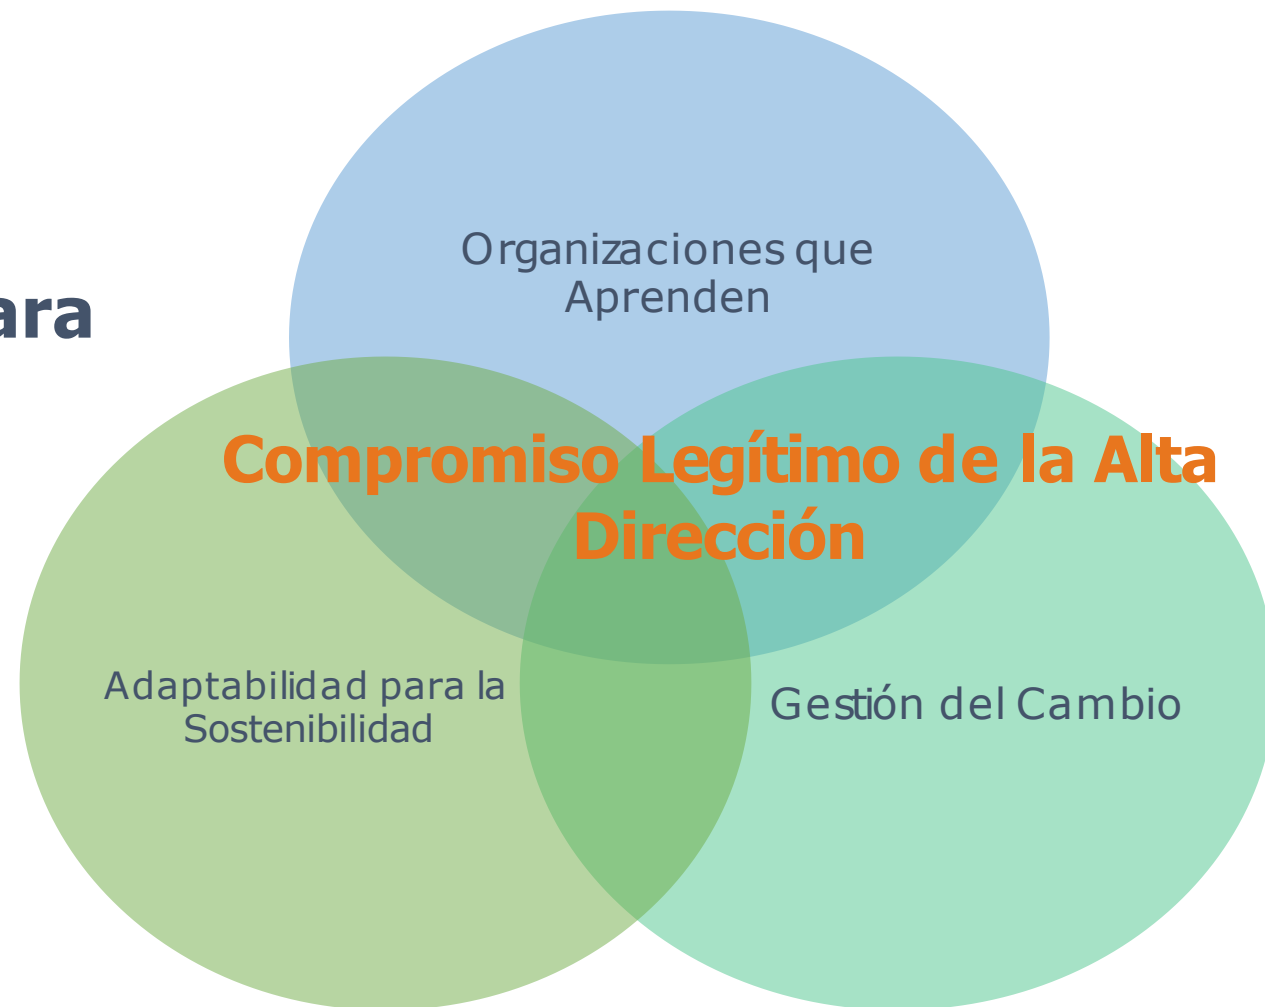 Organizaciones que
Aprenden
ara
Compromiso Legítimo de la Alta
Dirección
Adaptabilidad para la
Sostenibilidad
Gestión del Cambio